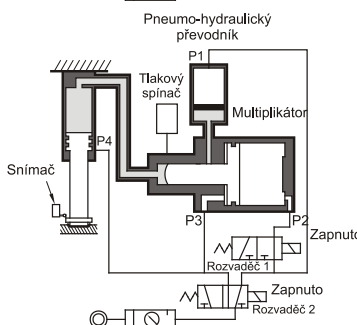 Pneumo-hydraulický
převodník
P1
Tlakový
spínač
Multiplikátor
P4
Snímač
P3
P2
Zapnuto
Rozvaděč 1
Zapnuto
Rozvaděč 2